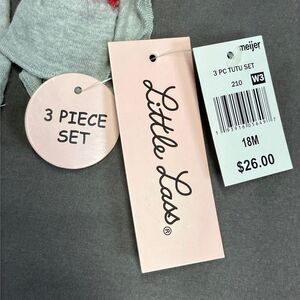 3 PIECE
SET
Little Lass®
meijer
3 PC TUTU SET
210 W3
18M
$26.00